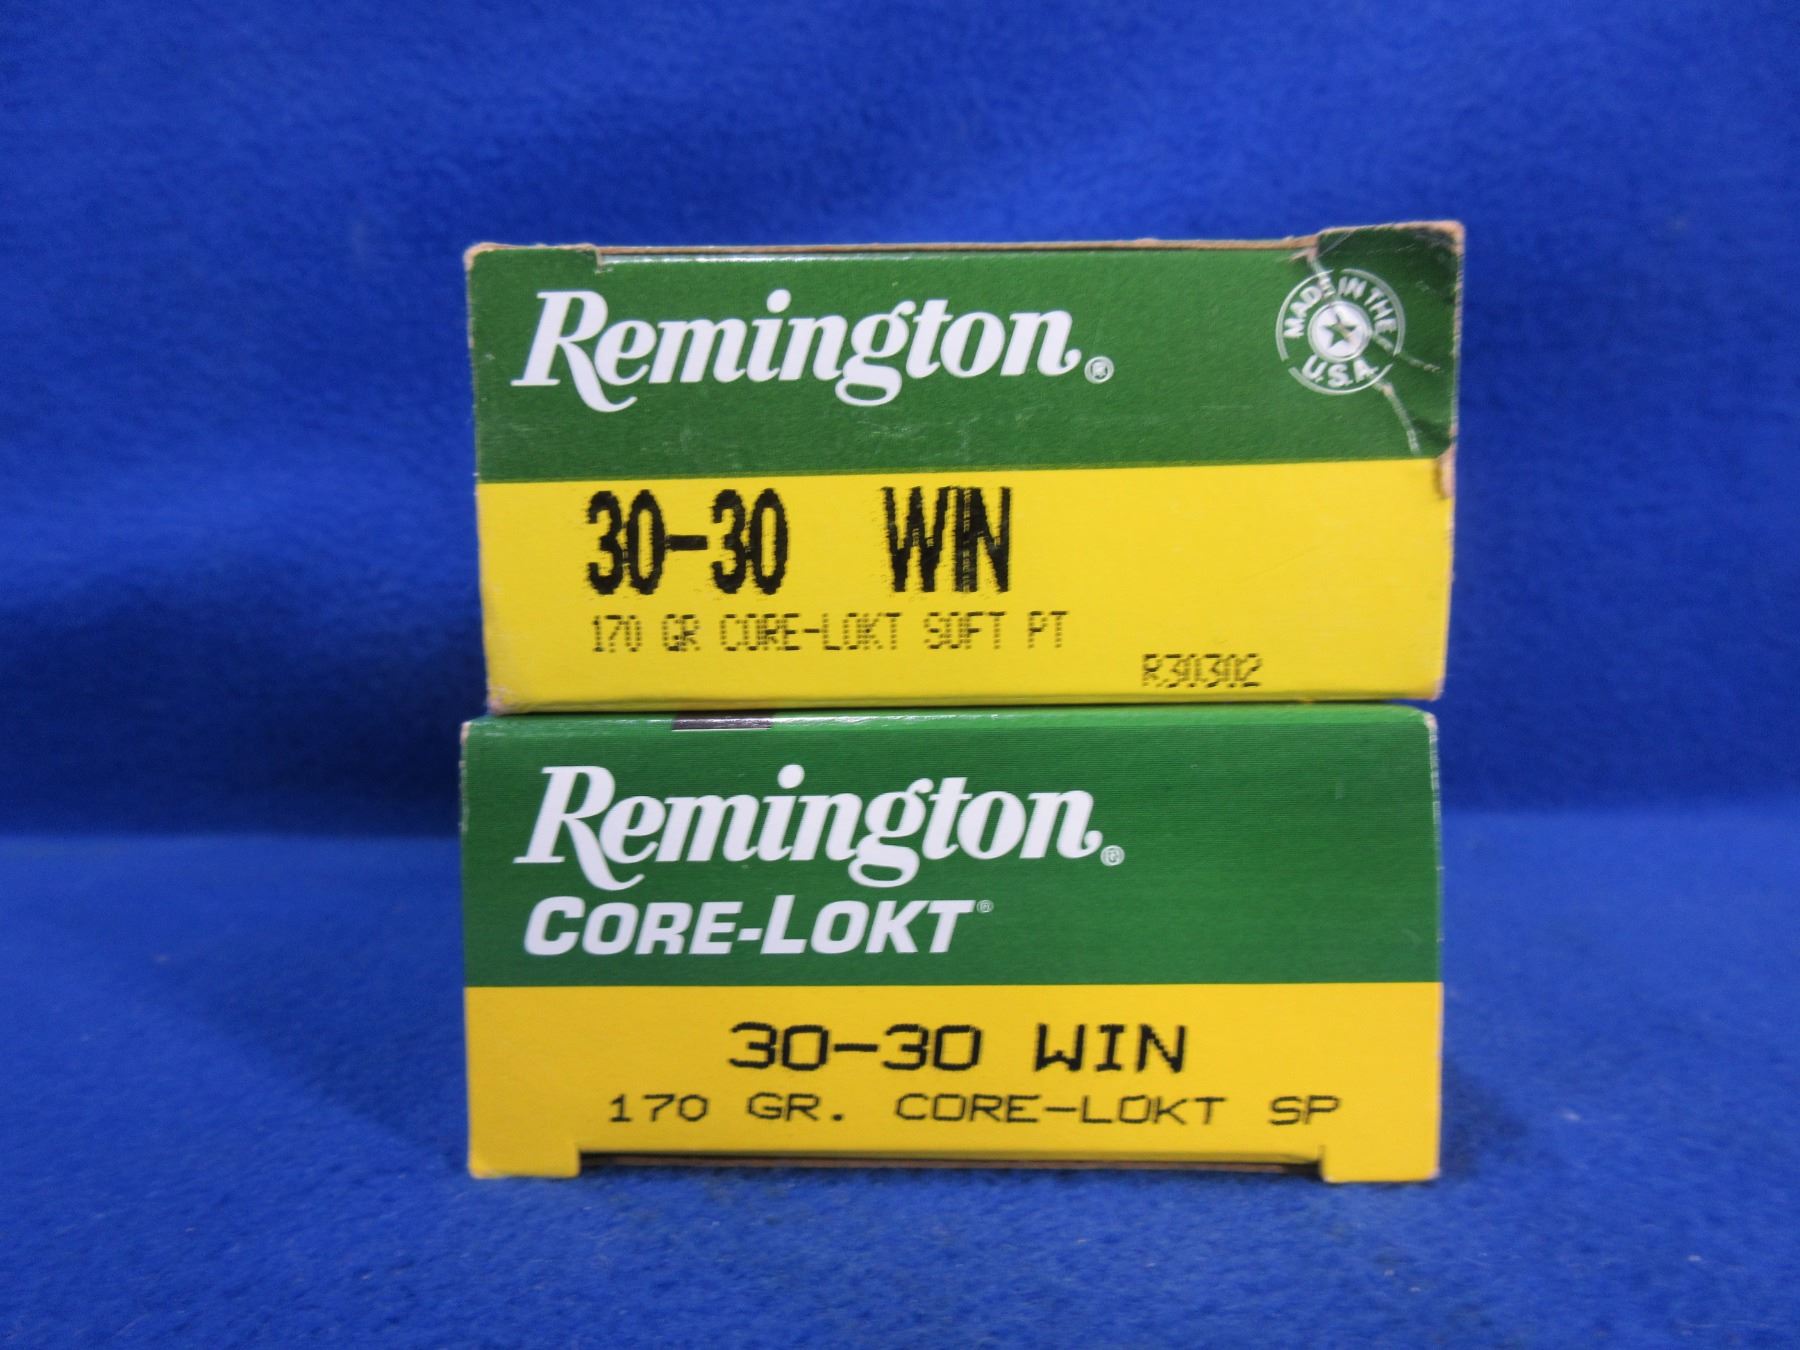 Remington®
MADE IN THE
U.S.A.
30-30 WIN
170 GR CORE-LOKT SOFT PT
R30302
Remington®
CORE-LOKT®
30-30 WIN
170 GR. CORE-LOKT SP